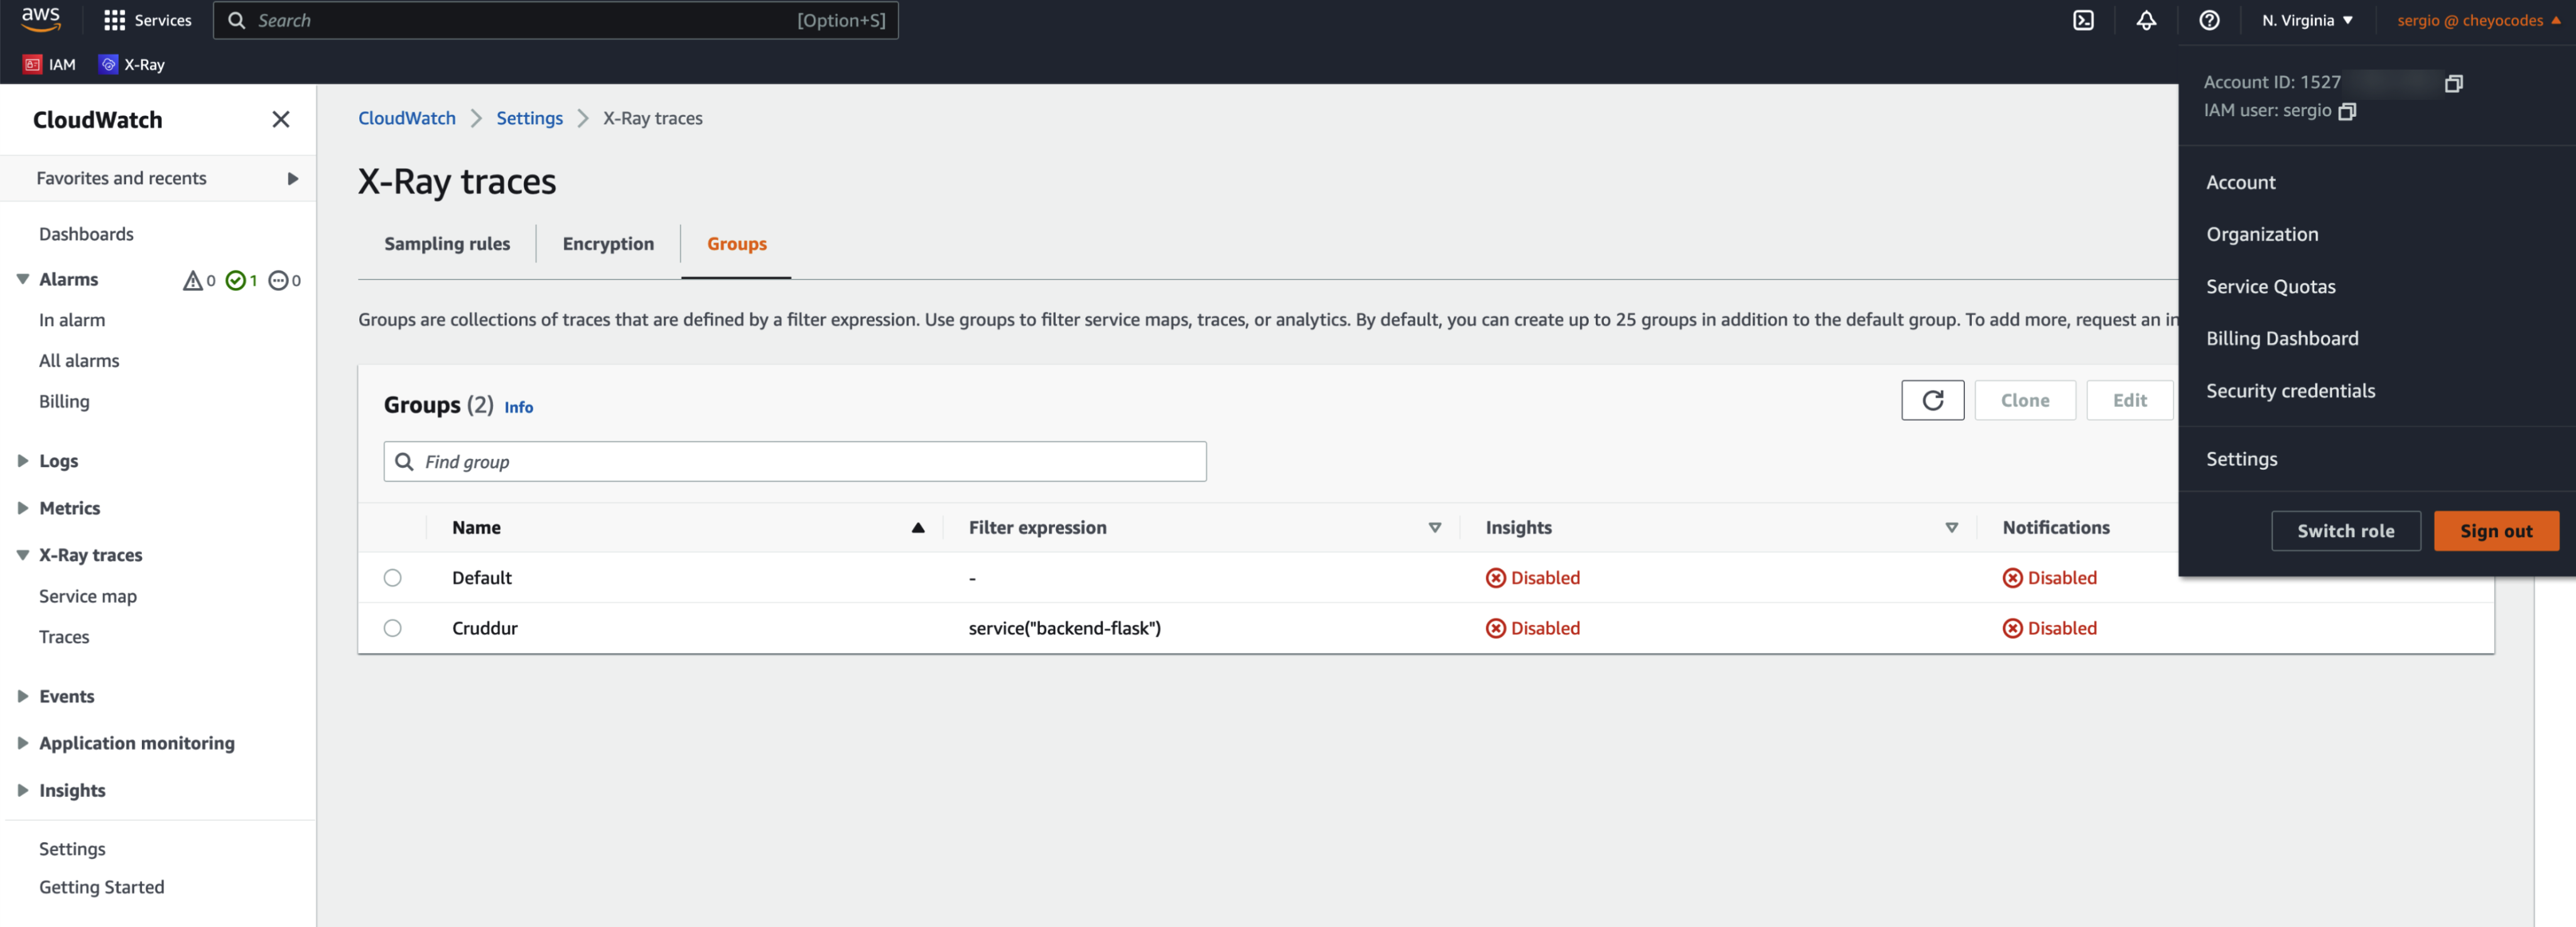 aws Services Search [Option+S] N. Virginia sergio @ cheyocodes
IAM X-Ray
Account ID: 1527
IAM user: sergio
Account
Organization
Service Quotas
Billing Dashboard
Security credentials
Settings
Switch role Sign out
CloudWatch
Favorites and recents
Dashboards
Alarms 0 1 0
In alarm
All alarms
Billing
Logs
Metrics
X-Ray traces
Service map
Traces
Events
Application monitoring
Insights
Settings
Getting Started
CloudWatch Settings X-Ray traces
X-Ray traces
Sampling rules Encryption Groups
Groups are collections of traces that are defined by a filter expression. Use groups to filter service maps, traces, or analytics. By default, you can create up to 25 groups in addition to the default group. To add more, request an in
Groups (2) Info Clone Edit
Find group
Name Filter expression Insights Notifications
Default - Disabled Disabled
Cruddur service("backend-flask") Disabled Disabled